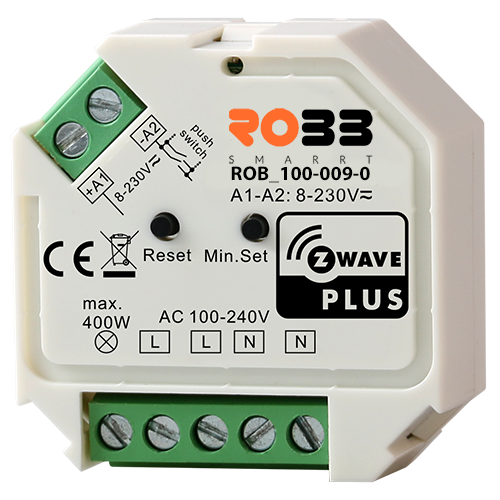 ROBB
SMARRT
ROB_100-009-0
A1-A2: 8-230V≂
-A2
push
switch
+A1
8-230V≂
CE
Reset
Min.Set
Z WAVE
PLUS
max.
400W
AC 100-240V
L L N N